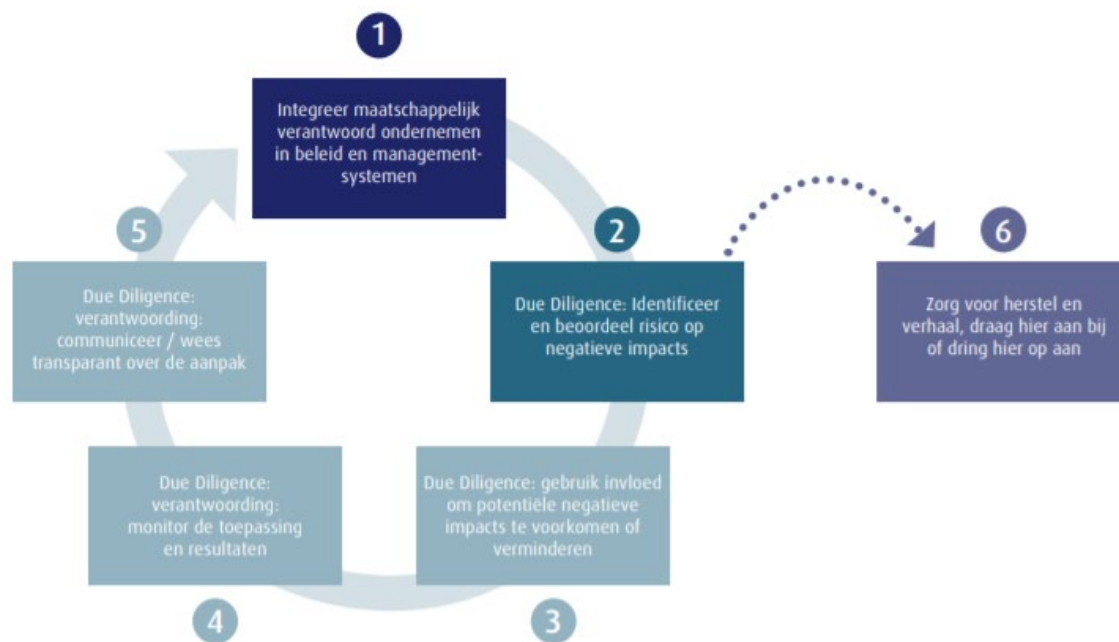 1
Integreer maatschappelijk
verantwoord ondernemen
in beleid en management-
systemen
2
Due Diligence: Identificeer
en beoordeel risico op
negatieve impacts
3
Due Diligence: gebruik invloed
om potentiële negatieve
impacts te voorkomen of
verminderen
4
Due Diligence:
verantwoording:
monitor de toepassing
en resultaten
5
Due Diligence:
verantwoording:
communiceer / wees
transparant over de aanpak
6
Zorg voor herstel en
verhaal, draag hier aan bij
of dring hier op aan